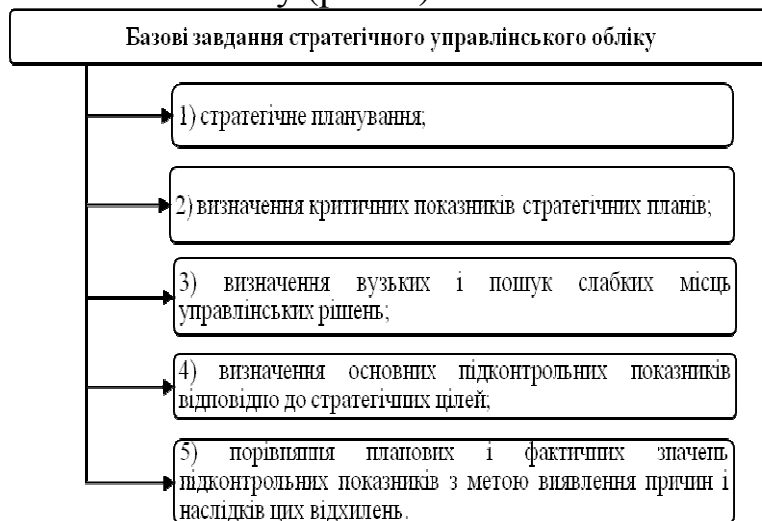 Базові завдання стратегічного управлінського обліку
1) стратегічне планування;
2) визначення критичних показників стратегічних планів;
3) визначення вузьких і пошук слабких місць
управлінських рішень;
4) визначення основних підконтрольних показників
відповідно до стратегічних цілей;
5) порівняння планових і фактичних значень
підконтрольних показників з метою виявлення причин і
наслідків цих відхилень.